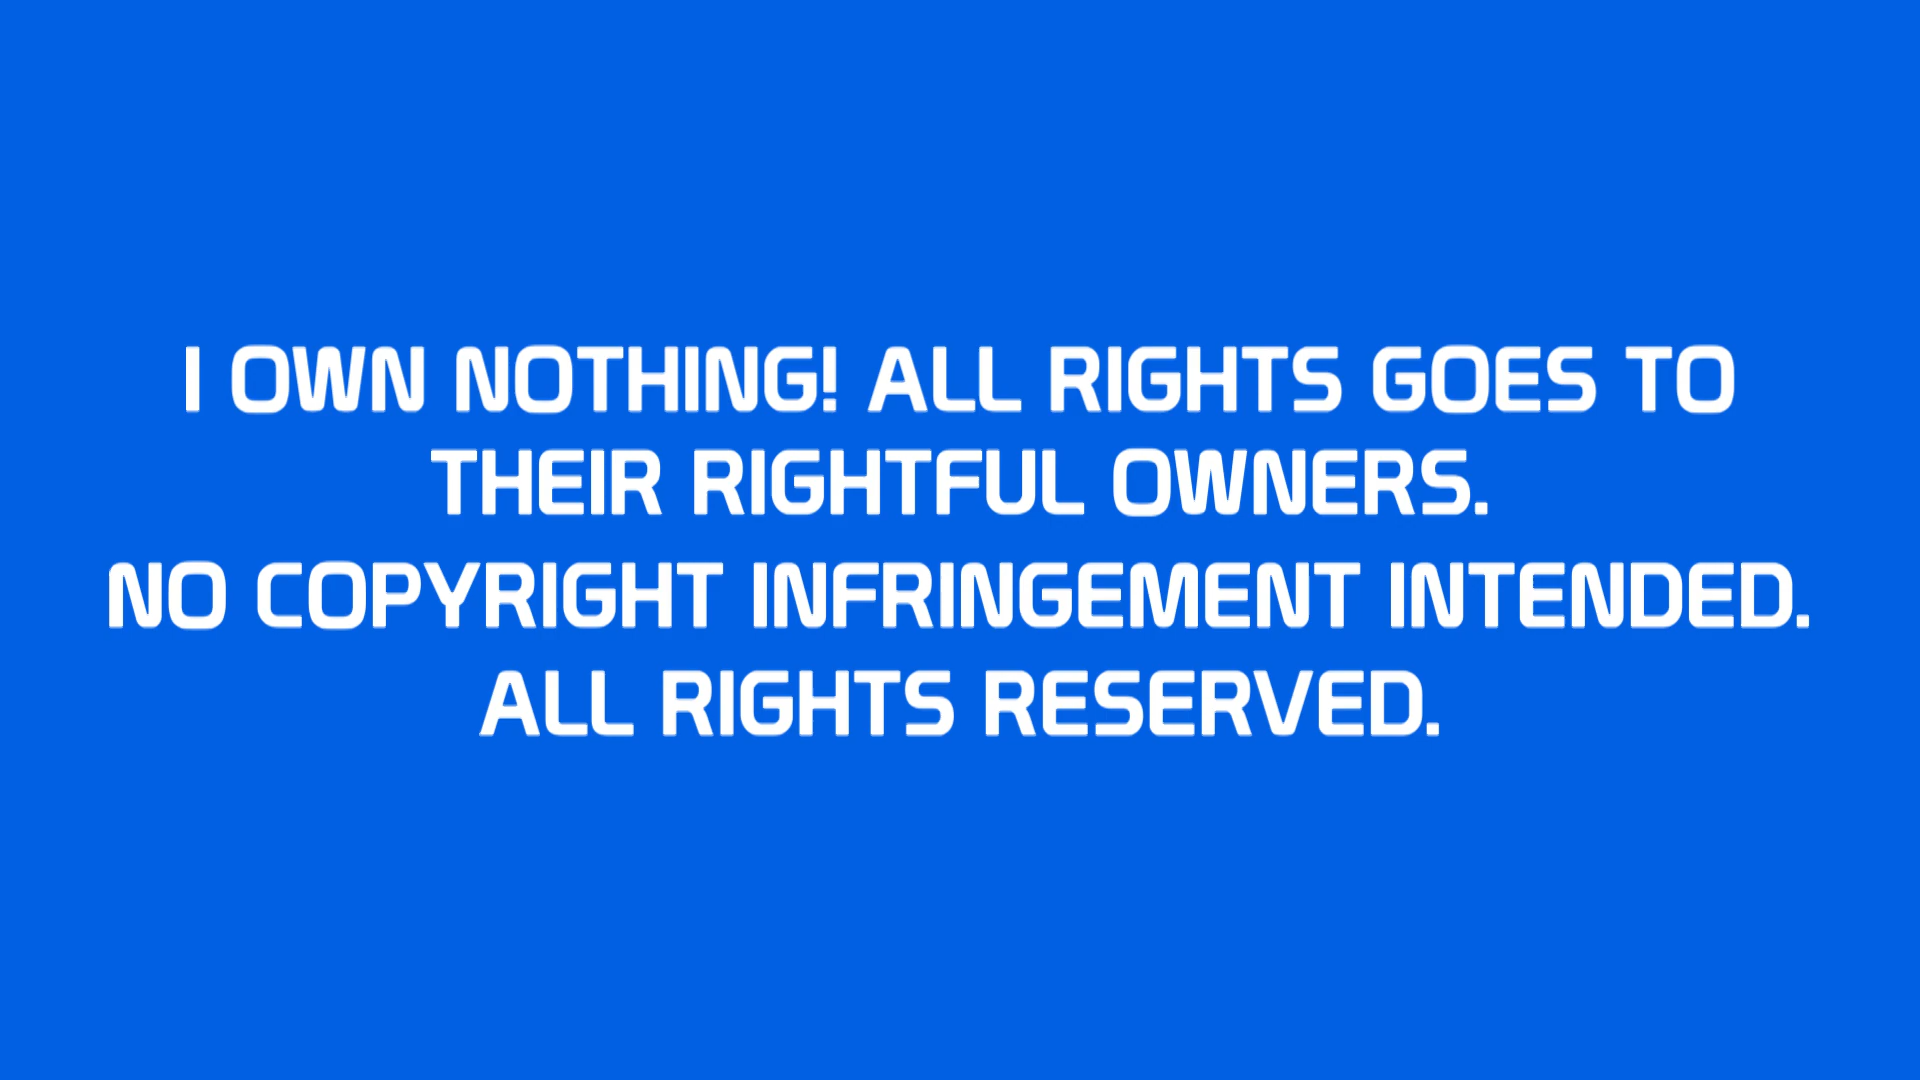 I OWN NOTHING! ALL RIGHTS GOES TO
THEIR RIGHTFUL OWNERS.
NO COPYRIGHT INFRINGEMENT INTENDED.
ALL RIGHTS RESERVED.